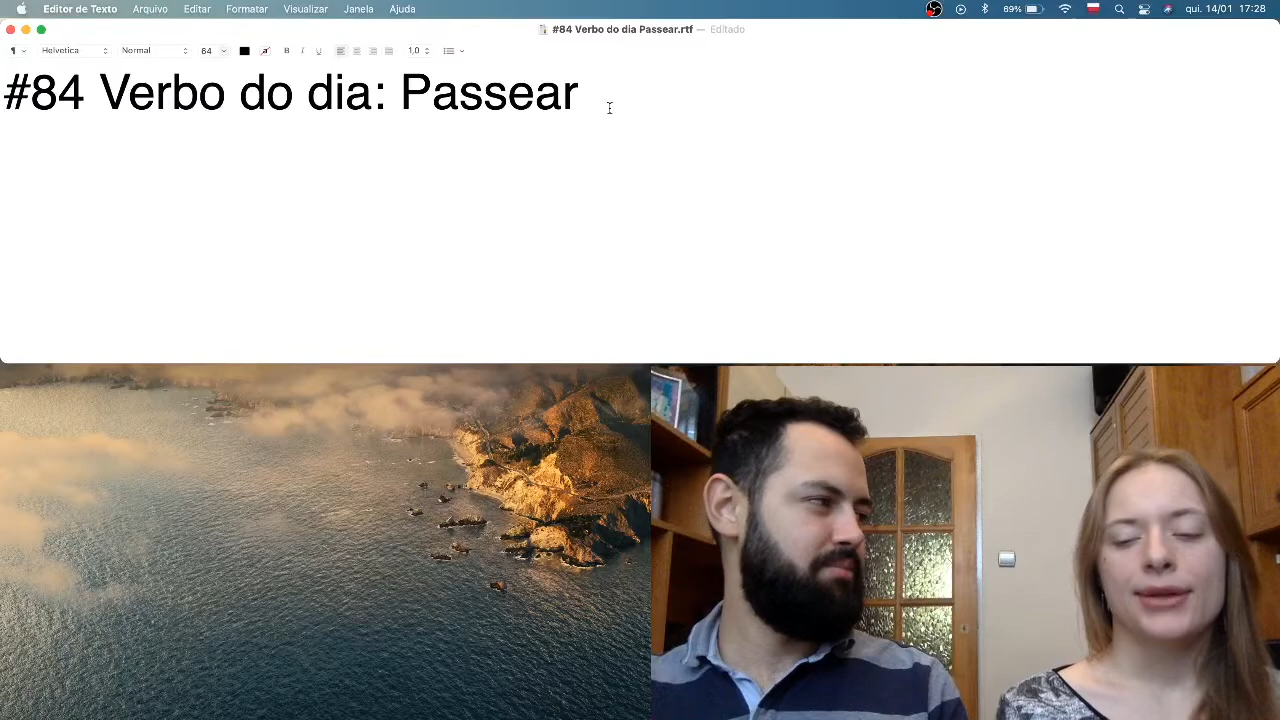 Editor de Texto Arquivo Editar Formatar Visualizar Janela Ajuda 89% qui. 14/01 17:28
#84 Verbo do dia Passear.rtf — Editado
¶ Helvetica Normal 64 B I U 1,0
#84 Verbo do dia: Passear